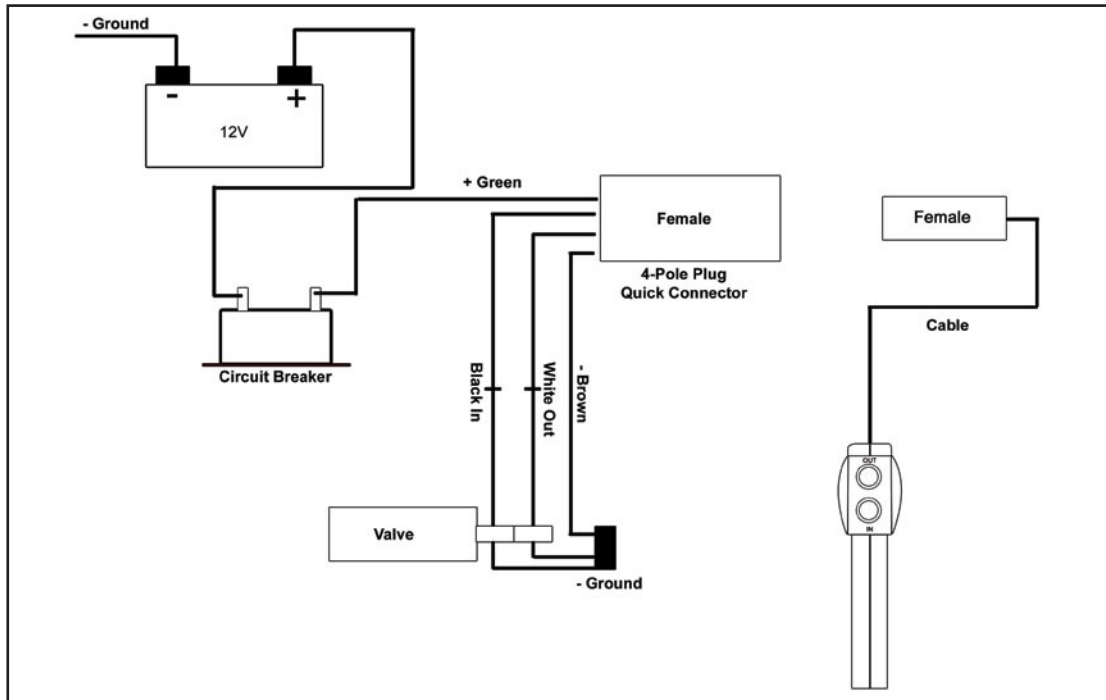 - Ground
-
+
12V
+ Green
Female
4-Pole Plug
Quick Connector
Female
Cable
Circuit Breaker
Black In
White Out
- Brown
Valve
- Ground
OUT
IN